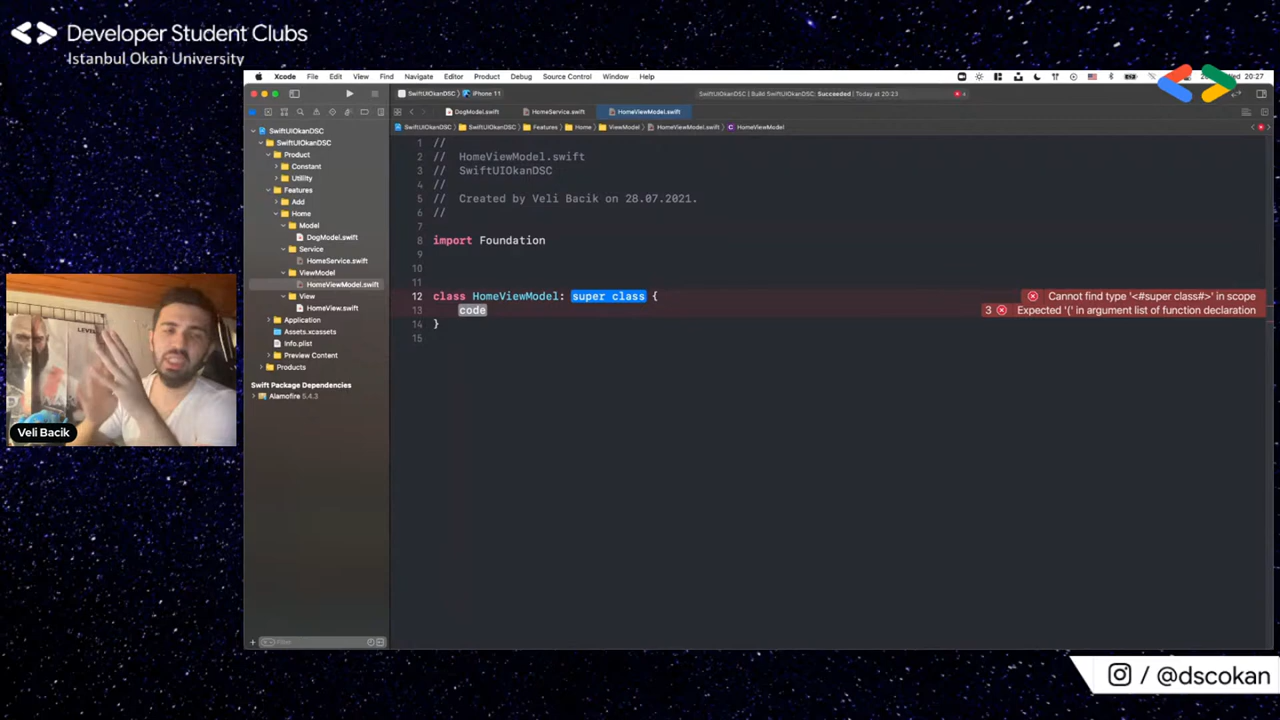 Developer Student Clubs
Istanbul Okan University
Xcode File Edit View Find Navigate Editor Product Debug Source Control Window Help
20:27
SwiftUIOkanDSC iPhone 11
SwiftUIOkanDSC | Build SwiftUIOkanDSC: Succeeded | Today at 20:23
DogModel.swift HomeService.swift HomeViewModel.swift
SwiftUIOkanDSC SwiftUIOkanDSC Features Home ViewModel HomeViewModel.swift HomeViewModel
SwiftUIOkanDSC
SwiftUIOkanDSC
Product
Constant
Utility
Features
Add
Home
Model
DogModel.swift
Service
HomeService.swift
ViewModel
HomeViewModel.swift
View
HomeView.swift
Application
Assets.xcassets
Info.plist
Preview Content
Products
Swift Package Dependencies
Alamofire 5.4.3
Filter
1 //
2 // HomeViewModel.swift
3 // SwiftUIOkanDSC
4 //
5 // Created by Veli Bacik on 28.07.2021.
6 //
7
8 import Foundation
9
10
11
12 class HomeViewModel: super class {
Cannot find type '<#super class#>' in scope
13 code
3 Expected '(' in argument list of function declaration
14 }
15
LEVEL
Veli Bacik
/ @dscokan